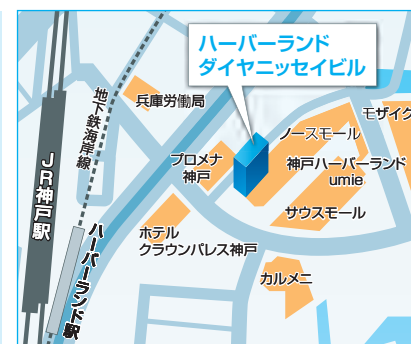 ハーバーランド
ダイヤニッセイビル
兵庫労働局
地下鉄海岸線
モザイク
ノースモール
プロメナ
神戸
神戸ハーバーランド
umie
JR神戸駅
サウスモール
ハーバーランド駅
ホテル
クラウンパレス神戸
カルメニ